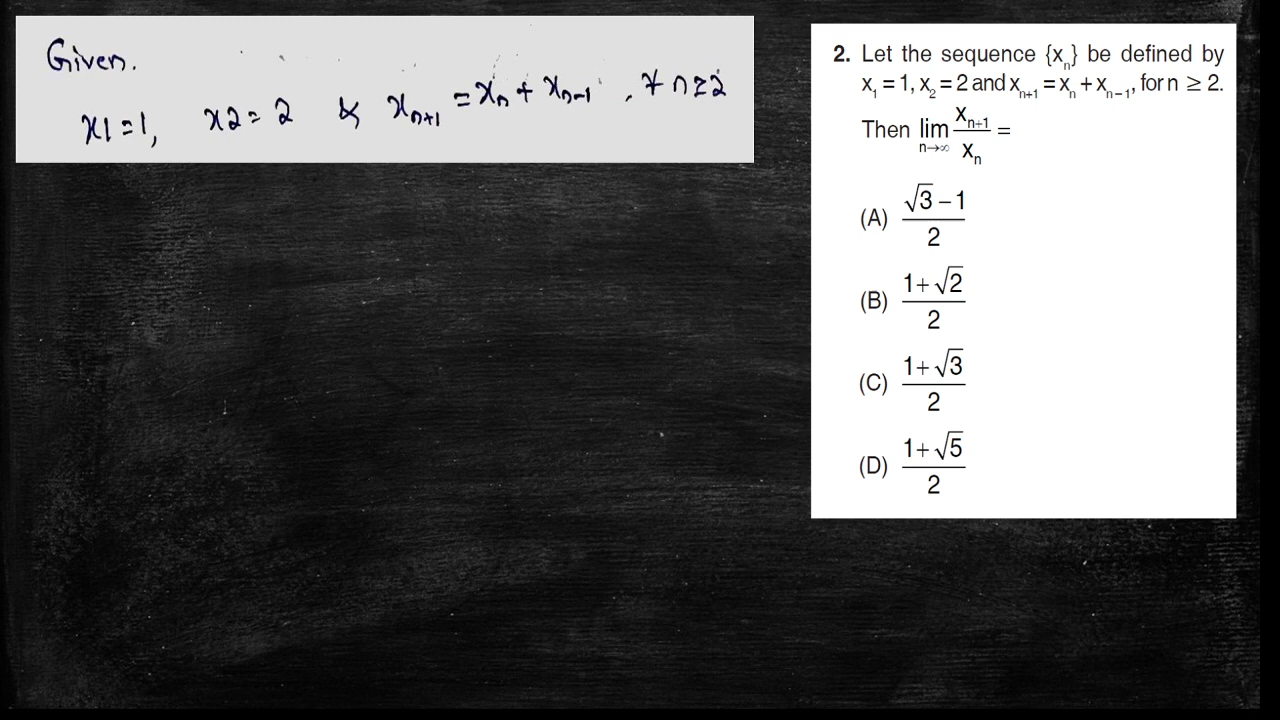 Given.
x1=1, x2=2 & xₙ₊₁ =xₙ + xₙ₋₁, ∀ n≥2
2. Let the sequence {xₙ} be defined by
x₁ = 1, x₂ = 2 and xₙ₊₁ = xₙ + xₙ₋₁, for n ≥ 2.
Then lim n→∞ xₙ₊₁/xₙ =
(A) (√3 − 1)/2
(B) (1+ √2)/2
(C) (1+ √3)/2
(D) (1+ √5)/2